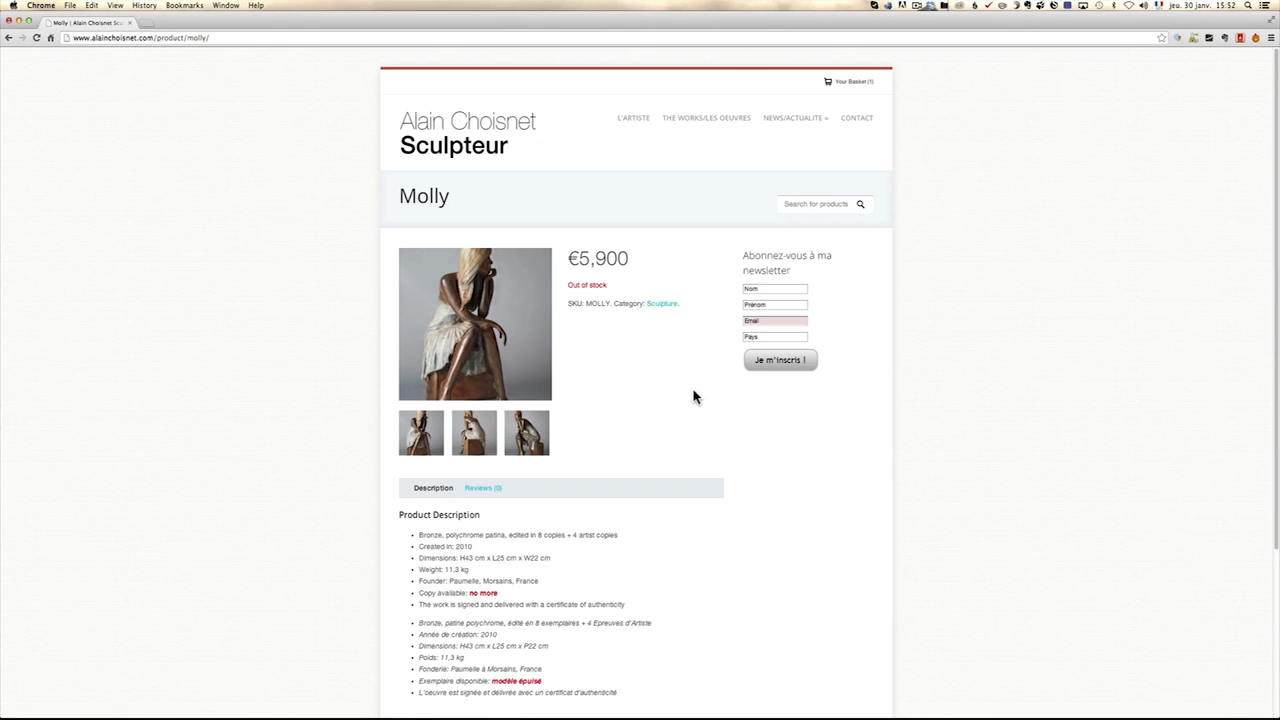 Chrome File Edit View History Bookmarks Window Help jeu. 30 janv. 15:52
Molly | Alain Choisnet Scu
www.alainchoisnet.com/product/molly/
Your Basket (1)
Alain Choisnet
Sculpteur
L'ARTISTE THE WORKS/LES OEUVRES NEWS/ACTUALITE » CONTACT
Molly
Search for products
€5,900
Out of stock
SKU: MOLLY. Category: Sculpture.
Abonnez-vous à ma
newsletter
Nom
Prénom
Email
Pays
Je m'inscris !
Description Reviews (0)
Product Description
• Bronze, polychrome patina, edited in 8 copies + 4 artist copies
• Created in: 2010
• Dimensions: H43 cm x L25 cm x W22 cm
• Weight: 11,3 kg
• Founder: Paumelle, Morsains, France
• Copy available: no more
• The work is signed and delivered with a certificate of authenticity
• Bronze, patine polychrome, édité en 8 exemplaires + 4 Epreuves d'Artiste
• Année de création: 2010
• Dimensions: H43 cm x L25 cm x P22 cm
• Poids: 11,3 kg
• Fonderie: Paumelle à Morsains, France
• Exemplaire disponible: modèle épuisé
• L'oeuvre est signée et délivrée avec un certificat d'authenticité